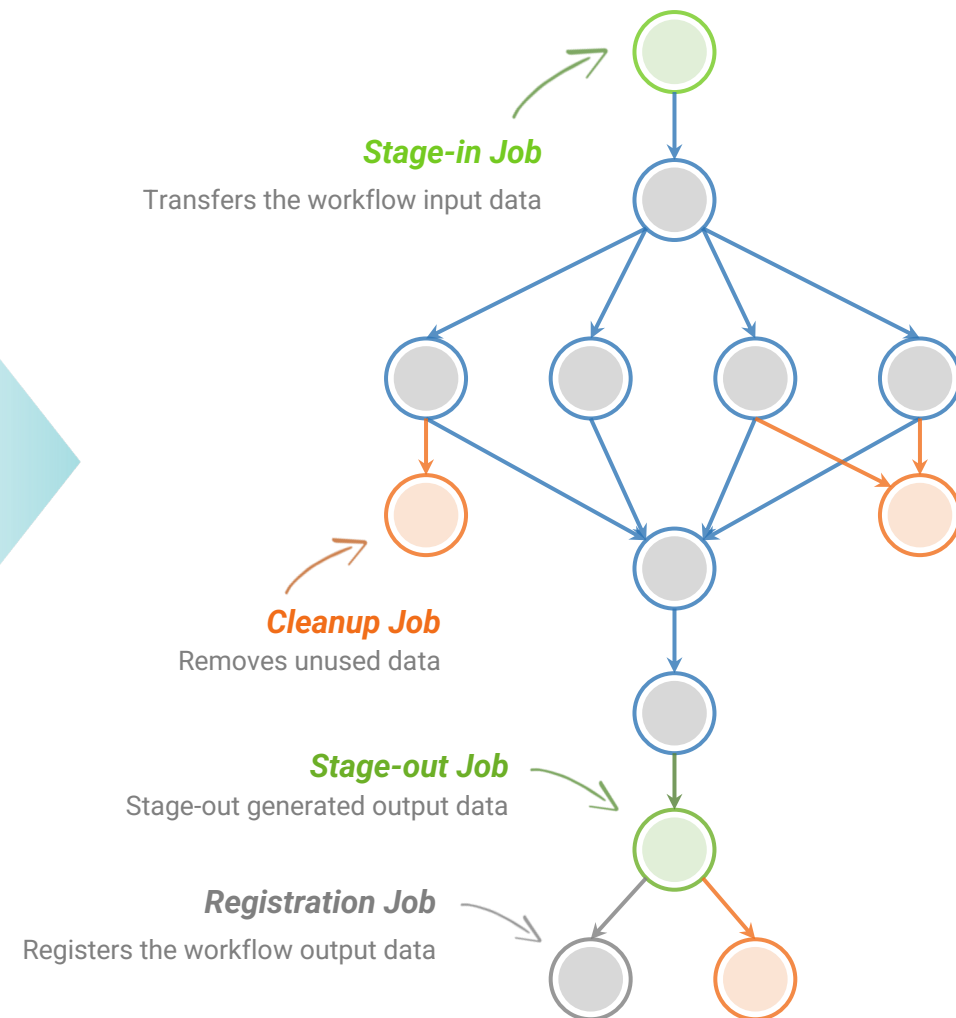 Stage-in Job
Transfers the workflow input data
Cleanup Job
Removes unused data
Stage-out Job
Stage-out generated output data
Registration Job
Registers the workflow output data